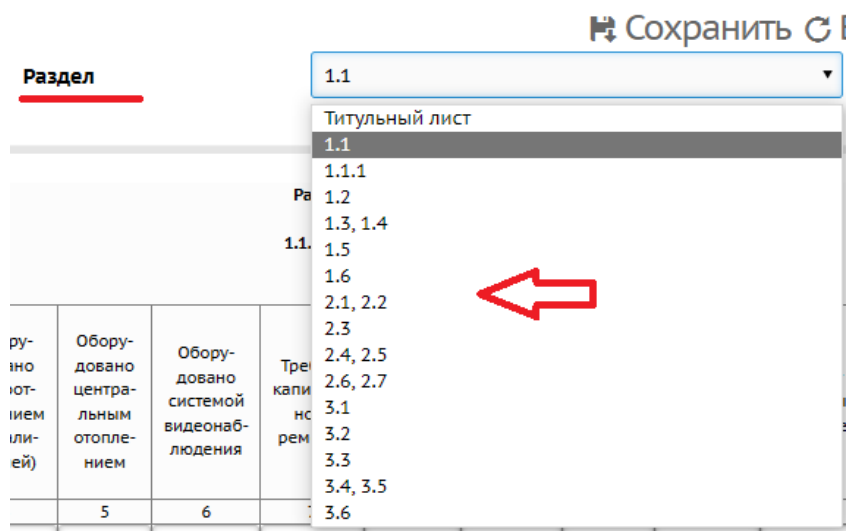 Сохранить
Раздел
1.1
Титульный лист
1.1
1.1.1
1.2
1.3, 1.4
1.5
1.6
2.1, 2.2
2.3
2.4, 2.5
2.6, 2.7
3.1
3.2
3.3
3.4, 3.5
3.6
1.1.
Обору-
довано
центра-
льным
отопле-
нием
Обору-
довано
системой
видеонаб-
людения
5
6